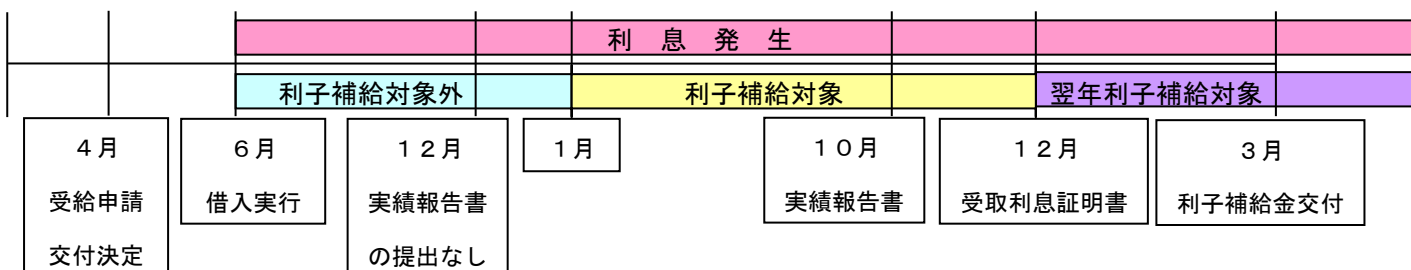 利 息 発 生
利子補給対象外 利子補給対象 翌年利子補給対象
４月
受給申請
交付決定
６月
借入実行
１２月
実績報告書
の提出なし
１月
１０月
実績報告書
１２月
受取利息証明書
３月
利子補給金交付